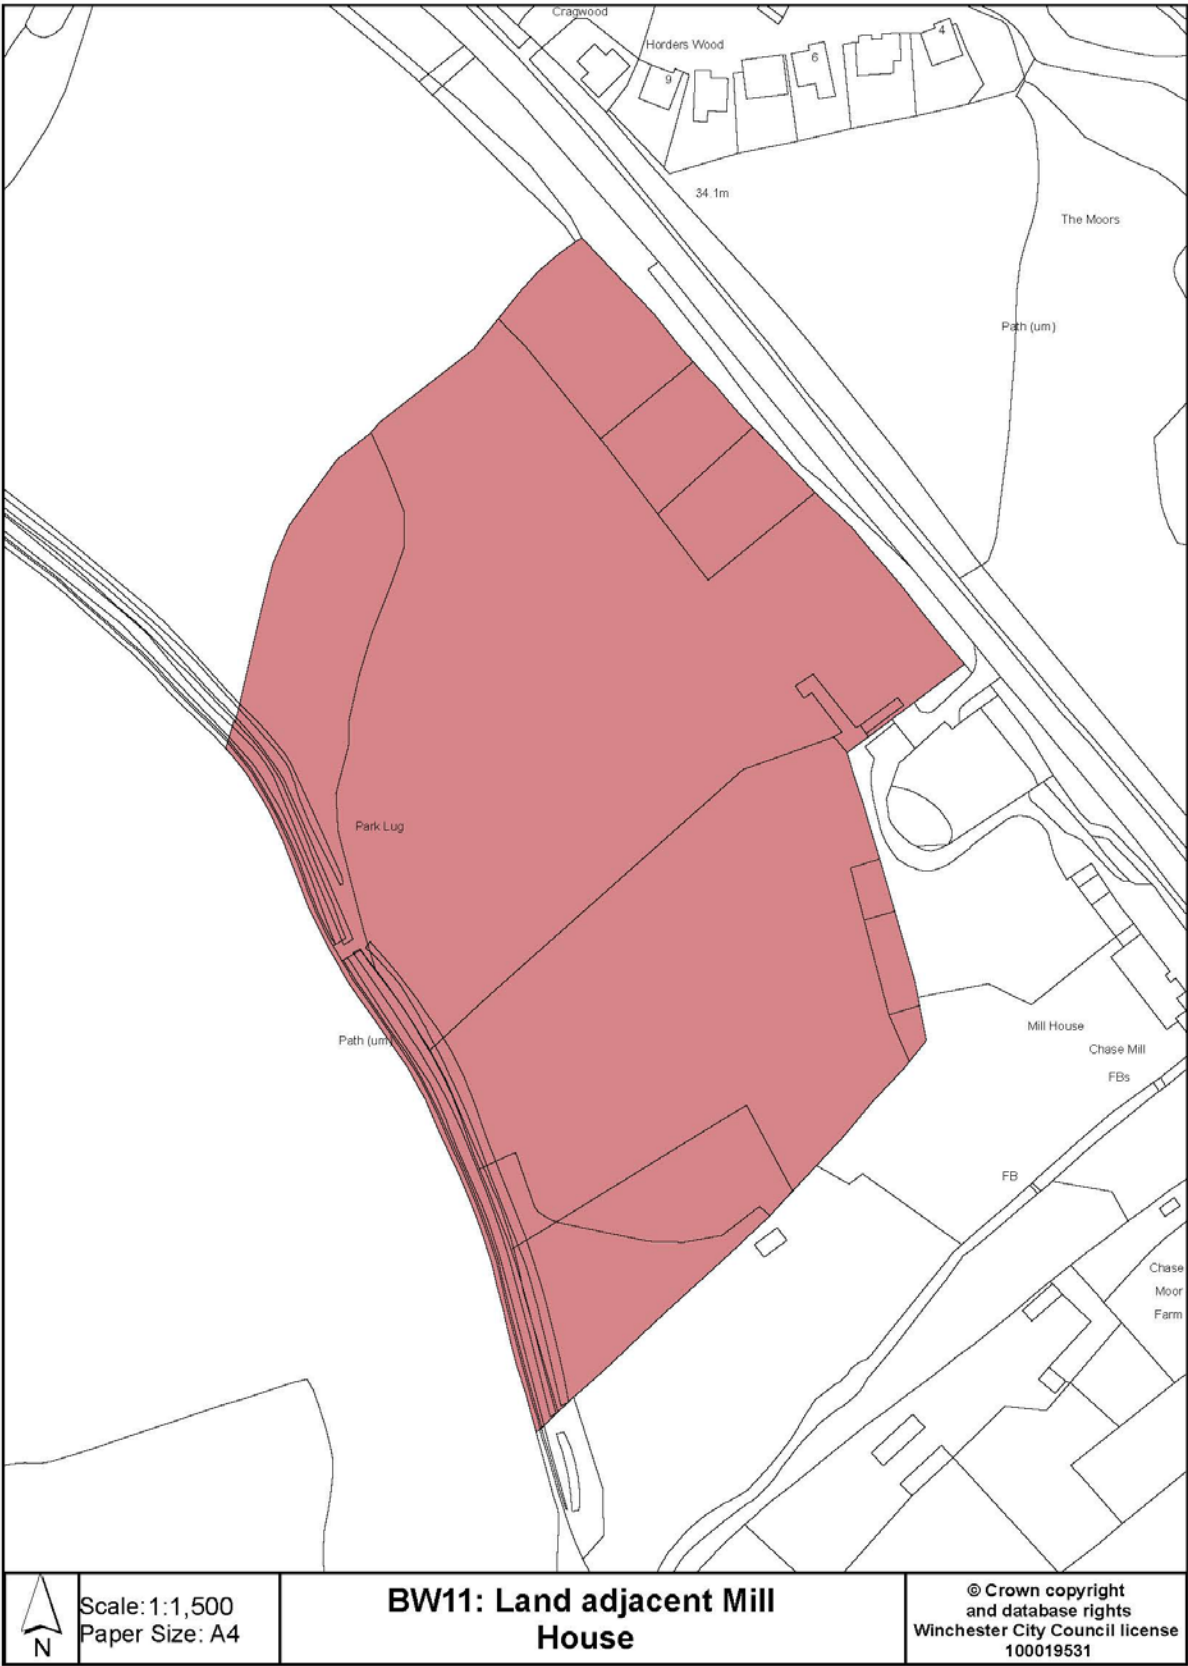 Cragwood
Horders Wood
4
6
9
34.1m
The Moors
Path (um)
Park Lug
Path (um)
Mill House
Chase Mill
FBs
FB
Chase
Moor
Farm
N
Scale:1:1,500
Paper Size: A4
BW11: Land adjacent Mill
House
© Crown copyright
and database rights
Winchester City Council license
100019531